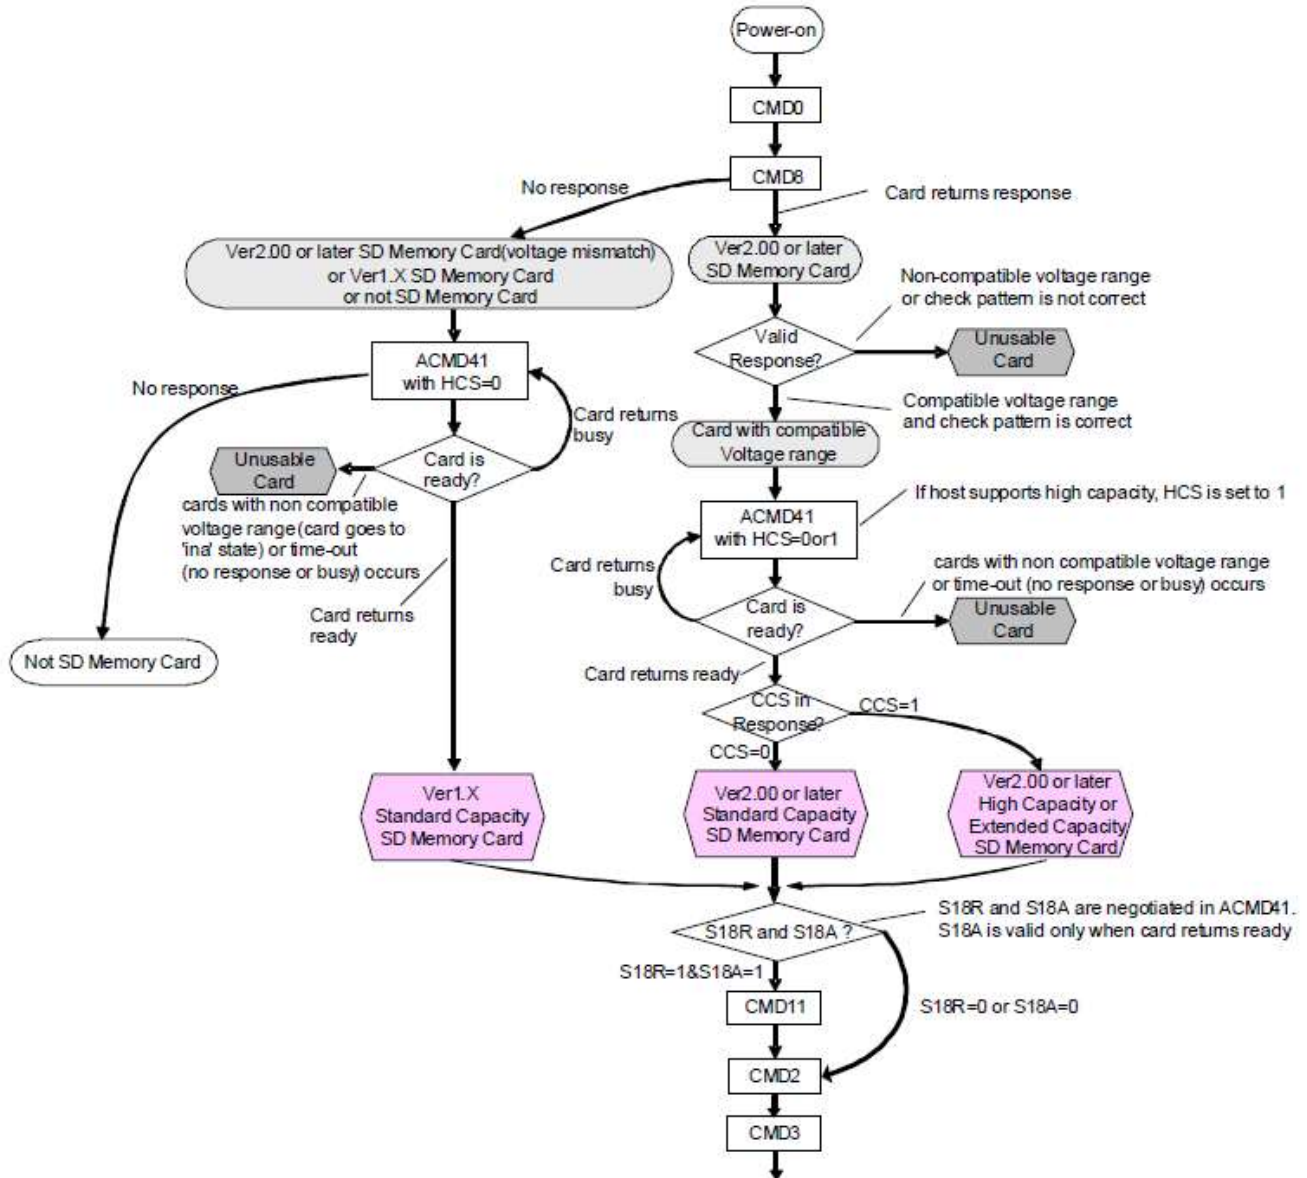 Power-on
CMD0
CMD8
No response
Card returns response
Ver2.00 or later SD Memory Card(voltage mismatch)
or Ver1.X SD Memory Card
or not SD Memory Card
Ver2.00 or later
SD Memory Card
Non-compatible voltage range
or check pattern is not correct
Valid
Response?
Unusable
Card
ACMD41
with HCS=0
No response
Card returns
busy
Compatible voltage range
and check pattern is correct
Card with compatible
Voltage range
Unusable
Card
Card is
ready?
cards with non compatible
voltage range (card goes to
'ina' state) or time-out
(no response or busy) occurs
If host supports high capacity, HCS is set to 1
ACMD41
with HCS=0or1
Card returns
busy
cards with non compatible voltage range
or time-out (no response or busy) occurs
Card returns
ready
Card is
ready?
Unusable
Card
Not SD Memory Card
Card returns ready
CCS in
Response?
CCS=1
CCS=0
Ver1.X
Standard Capacity
SD Memory Card
Ver2.00 or later
Standard Capacity
SD Memory Card
Ver2.00 or later
High Capacity or
Extended Capacity
SD Memory Card
S18R and S18A ?
S18R and S18A are negotiated in ACMD41.
S18A is valid only when card returns ready
S18R=1&S18A=1
CMD11
S18R=0 or S18A=0
CMD2
CMD3